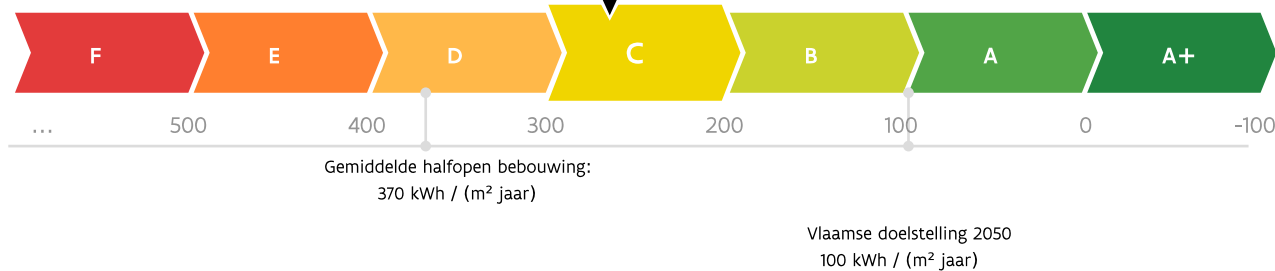 F E D C B A A+
... 500 400 300 200 100 0 -100
Gemiddelde halfopen bebouwing:
370 kWh / (m² jaar)
Vlaamse doelstelling 2050
100 kWh / (m² jaar)